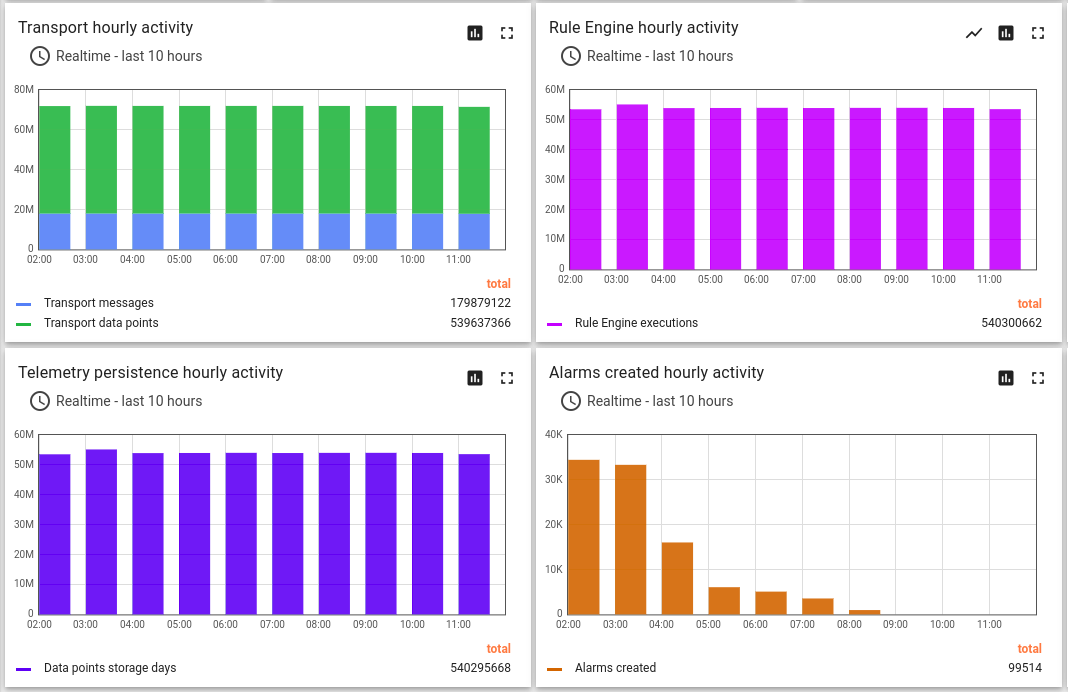 Transport hourly activity
Realtime - last 10 hours
80M
60M
40M
20M
0
02:00 03:00 04:00 05:00 06:00 07:00 08:00 09:00 10:00 11:00
total
Transport messages 179879122
Transport data points 539637366
Rule Engine hourly activity
Realtime - last 10 hours
60M
50M
40M
30M
20M
10M
0
02:00 03:00 04:00 05:00 06:00 07:00 08:00 09:00 10:00 11:00
total
Rule Engine executions 540300662
Telemetry persistence hourly activity
Realtime - last 10 hours
60M
50M
40M
30M
20M
10M
0
02:00 03:00 04:00 05:00 06:00 07:00 08:00 09:00 10:00 11:00
total
Data points storage days 540295668
Alarms created hourly activity
Realtime - last 10 hours
40K
30K
20K
10K
0
02:00 03:00 04:00 05:00 06:00 07:00 08:00 09:00 10:00 11:00
total
Alarms created 99514